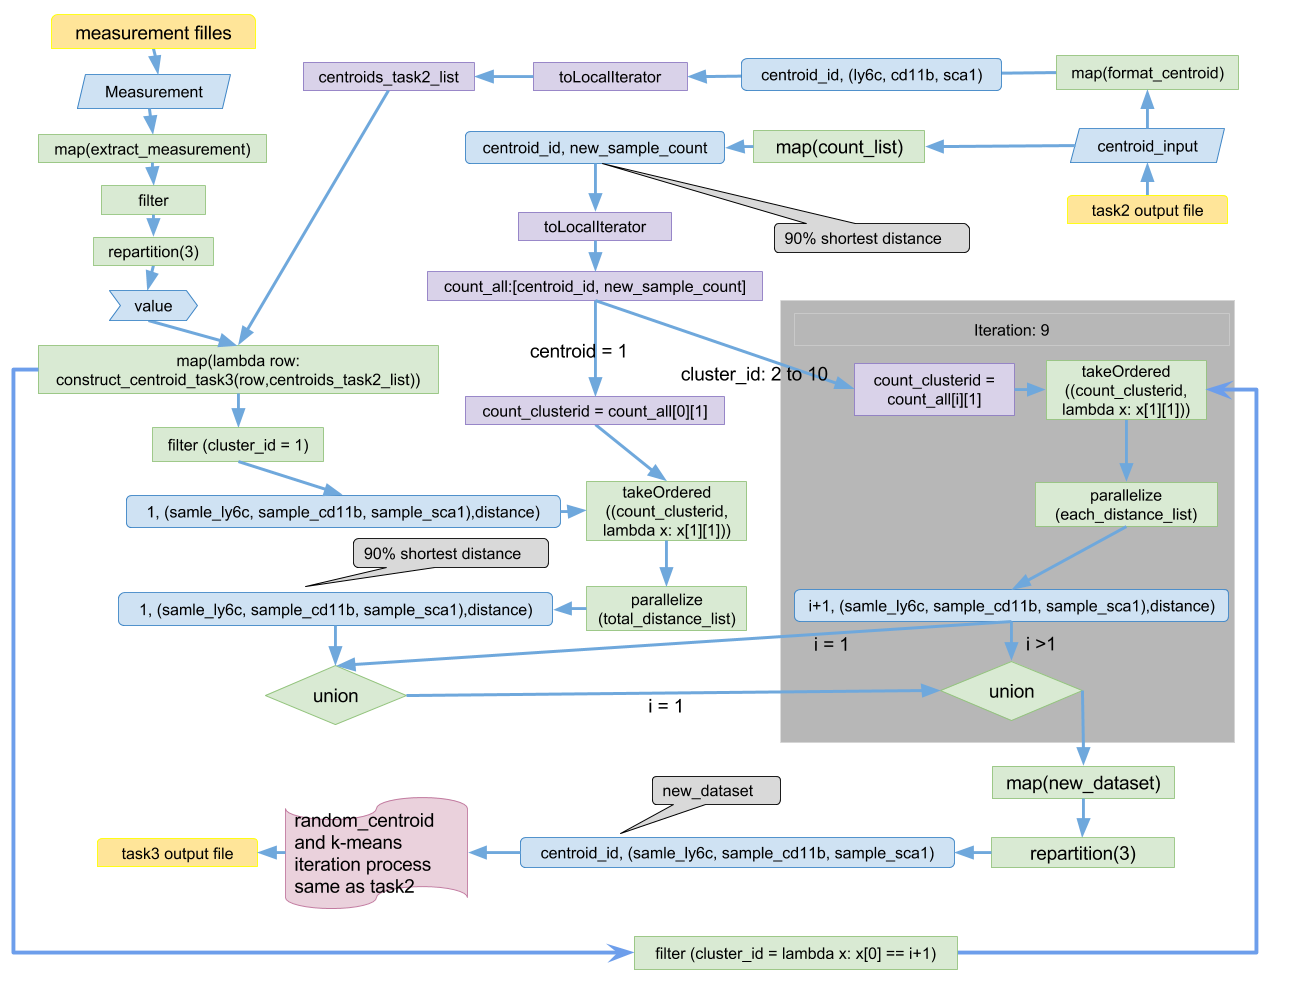 measurement filles
Measurement
map(extract_measurement)
filter
repartition(3)
value
centroids_task2_list
toLocalIterator
centroid_id, (ly6c, cd11b, sca1)
map(format_centroid)
centroid_id, new_sample_count
map(count_list)
centroid_input
task2 output file
toLocalIterator
90% shortest distance
count_all:[centroid_id, new_sample_count]
map(lambda row:
construct_centroid_task3(row,centroids_task2_list))
centroid = 1
cluster_id: 2 to 10
Iteration: 9
count_clusterid =
count_all[i][1]
takeOrdered
((count_clusterid,
lambda x: x[1][1]))
filter (cluster_id = 1)
count_clusterid = count_all[0][1]
1, (samle_ly6c, sample_cd11b, sample_sca1),distance)
takeOrdered
((count_clusterid,
lambda x: x[1][1]))
parallelize
(each_distance_list)
90% shortest distance
1, (samle_ly6c, sample_cd11b, sample_sca1),distance)
parallelize
(total_distance_list)
i+1, (samle_ly6c, sample_cd11b, sample_sca1),distance)
i = 1
i >1
union
i = 1
union
map(new_dataset)
new_dataset
task3 output file
random_centroid
and k-means
iteration process
same as task2
centroid_id, (samle_ly6c, sample_cd11b, sample_sca1)
repartition(3)
filter (cluster_id = lambda x: x[0] == i+1)